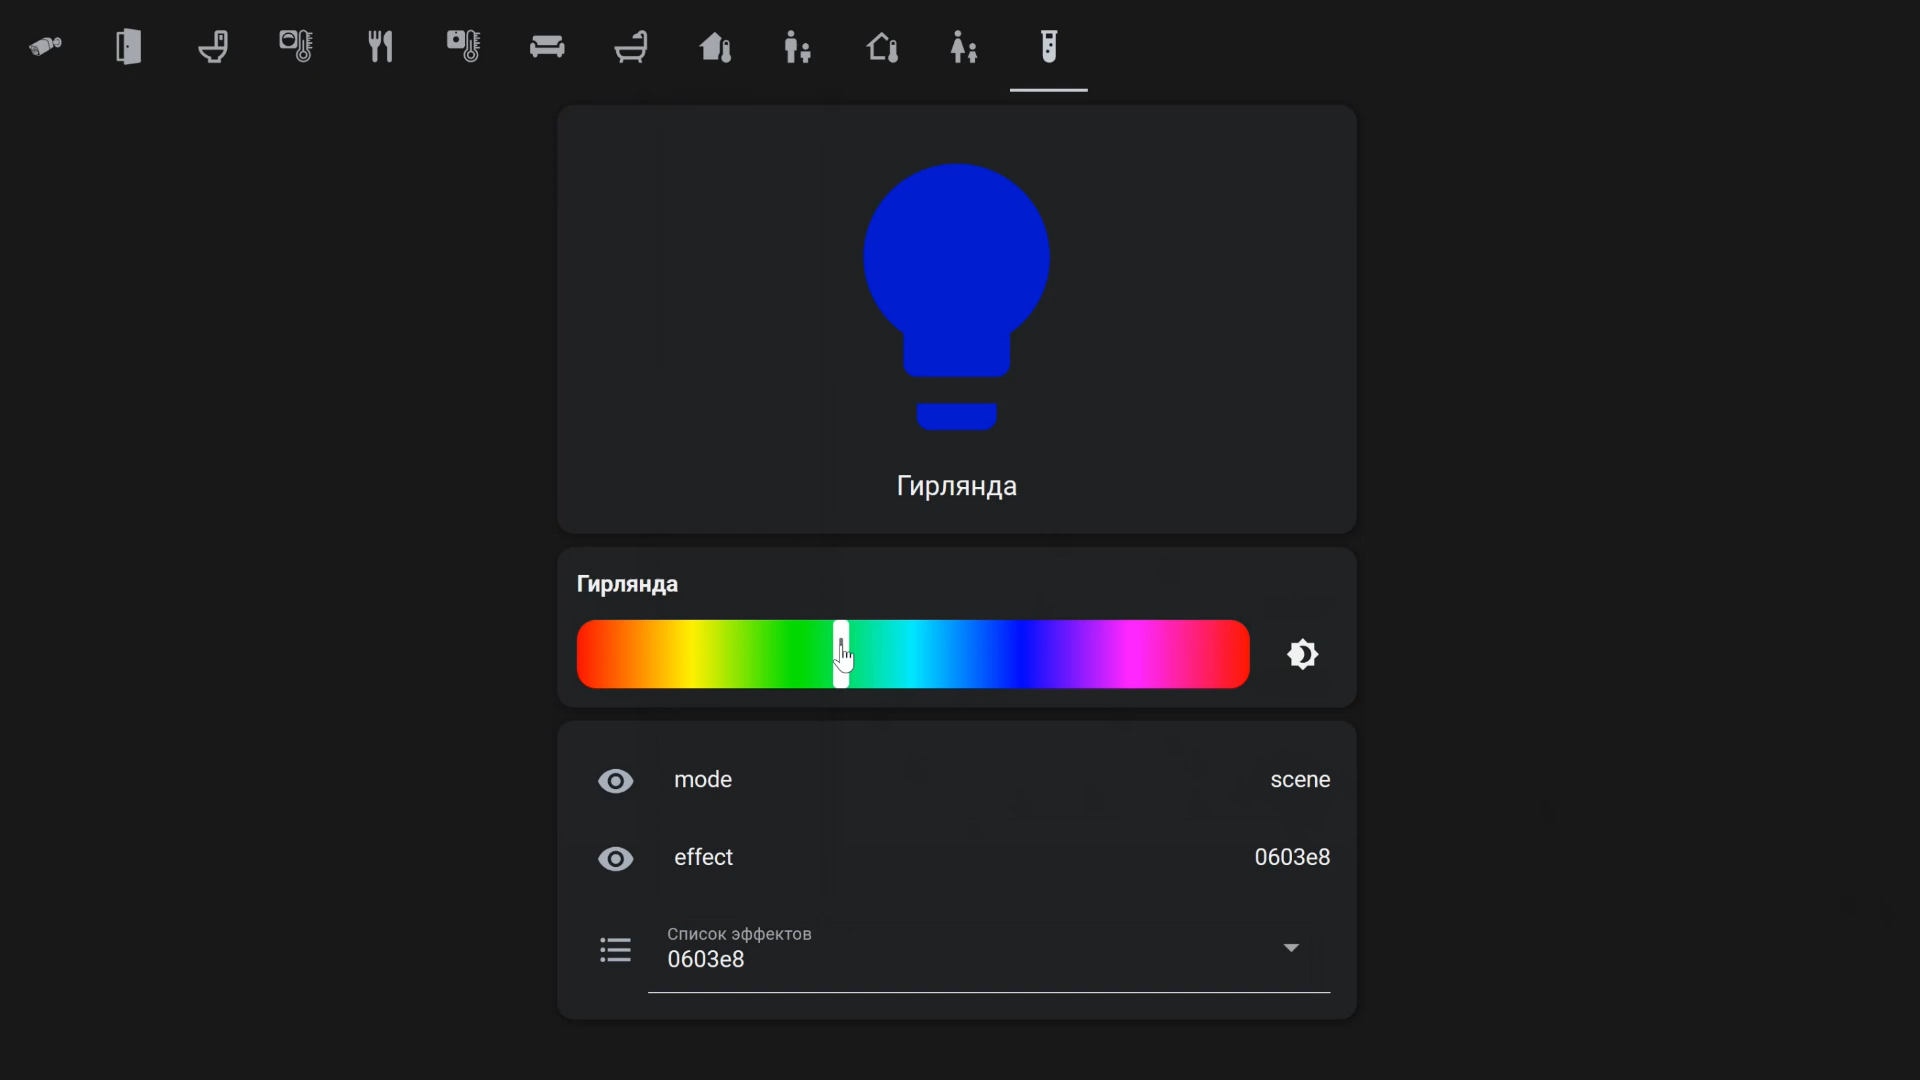 Гирлянда
Гирлянда
mode
scene
effect
0603e8
Список эффектов
0603e8